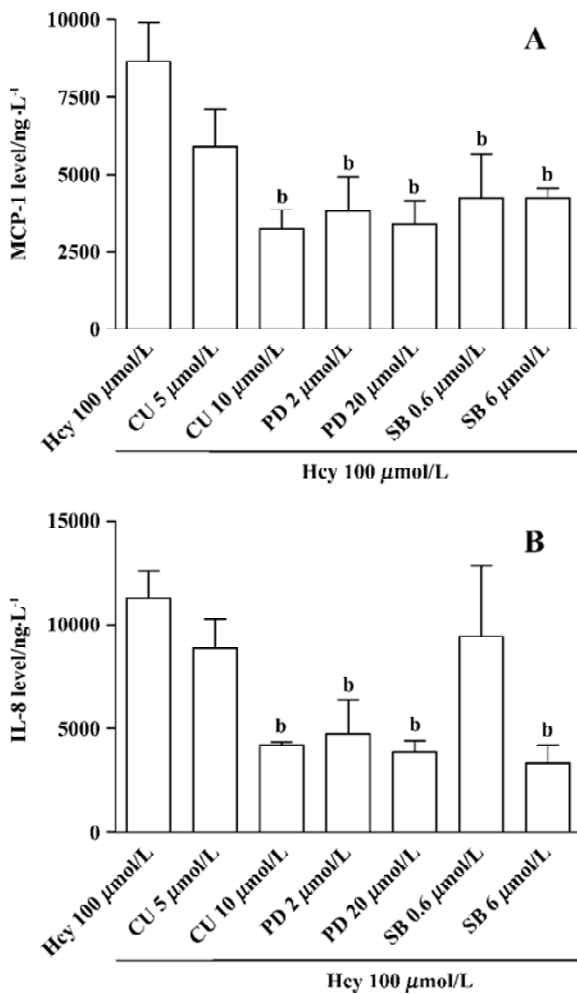 A
MCP-1 level/ng·L-1
10000
7500
5000
2500
0
b b b b b
Hcy 100 μmol/L
CU 5 μmol/L
CU 10 μmol/L
PD 2 μmol/L
PD 20 μmol/L
SB 0.6 μmol/L
SB 6 μmol/L
Hcy 100 μmol/L
B
IL-8 level/ng·L-1
15000
10000
5000
0
b b b b
Hcy 100 μmol/L
CU 5 μmol/L
CU 10 μmol/L
PD 2 μmol/L
PD 20 μmol/L
SB 0.6 μmol/L
SB 6 μmol/L
Hcy 100 μmol/L